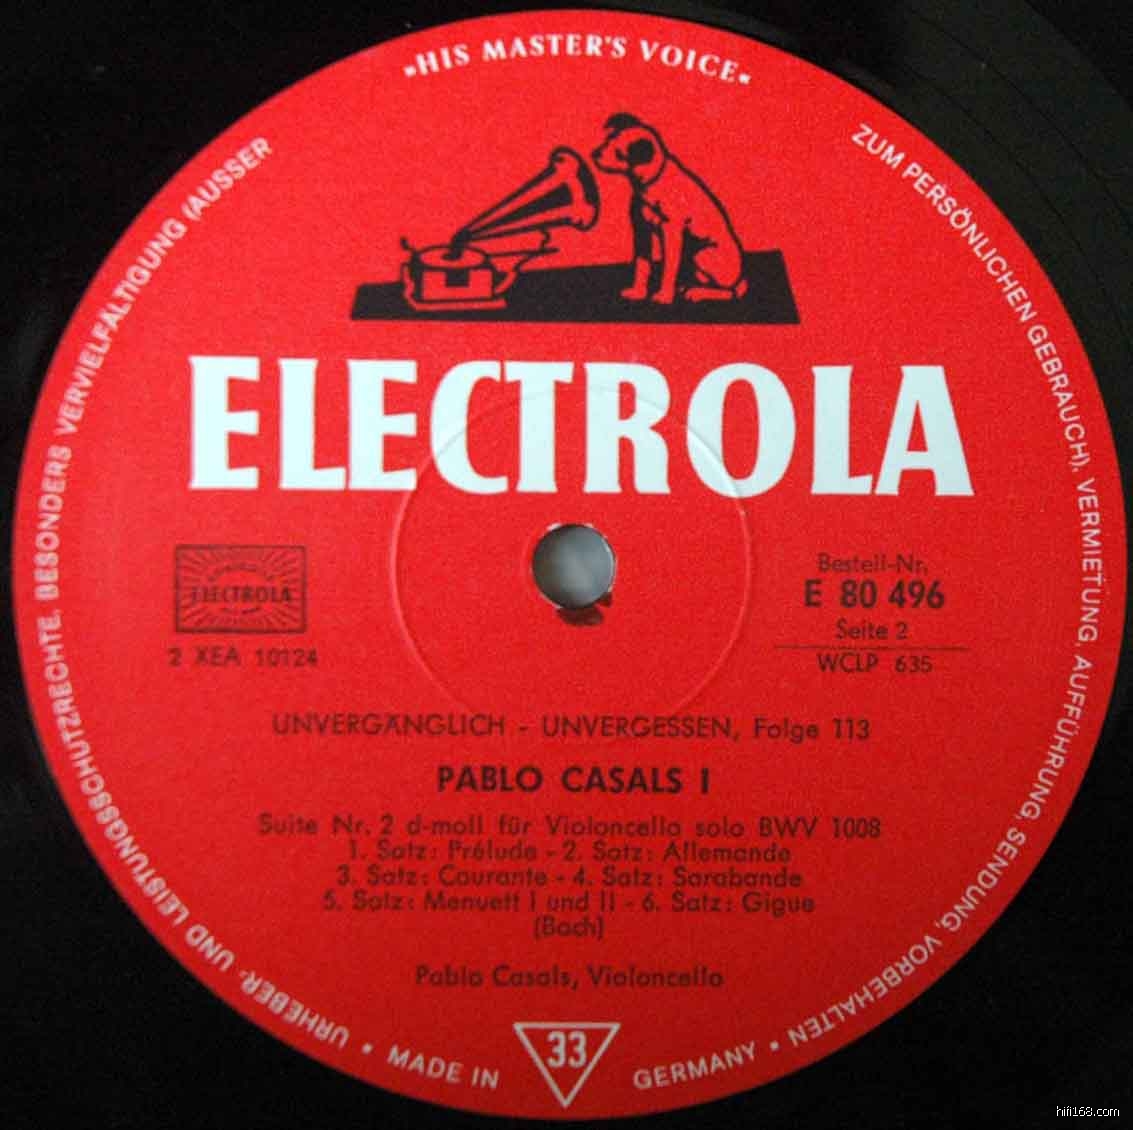 »HIS MASTER'S VOICE«
ELECTROLA
ELECTROLA
2 XEA 10124
Bestell-Nr.
E 80 496
Seite 2
WCLP 635
UNVERGÄNGLICH - UNVERGESSEN, Folge 113
PABLO CASALS I
Suite Nr. 2 d-moll für Violoncello solo BWV 1008
1. Satz: Prélude - 2. Satz: Allemande
3. Satz: Courante - 4. Satz: Sarabande
5. Satz: Menuett I und II - 6. Satz: Gigue
(Bach)
Pablo Casals, Violoncello
33
MADE IN GERMANY
URHEBER- UND LEISTUNGSSCHUTZRECHTE, BESONDERS VERVIELFÄLTIGUNG (AUSSER ZUM PERSÖNLICHEN GEBRAUCH), VERMIETUNG, AUFFÜHRUNG, SENDUNG, VORBEHALTEN
hifi168.com